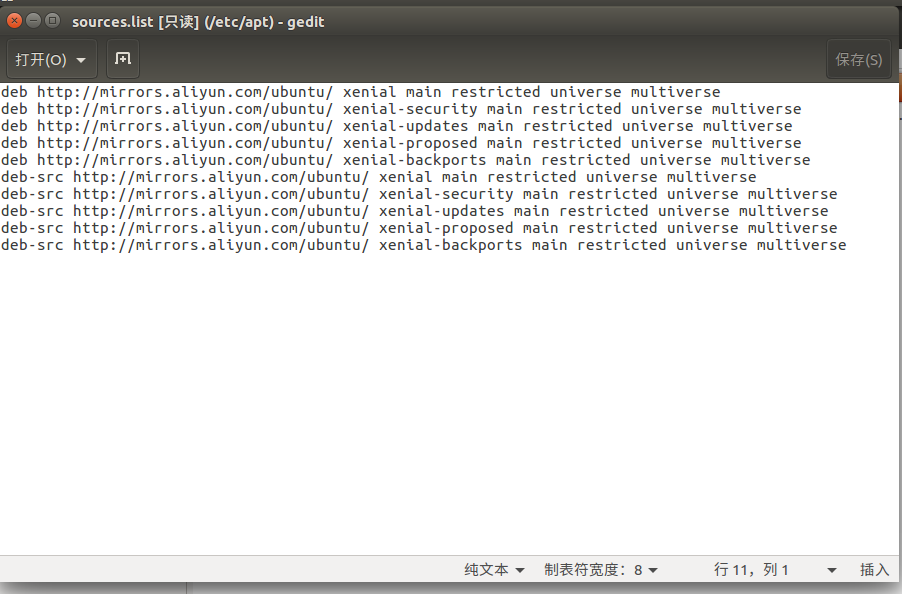 sources.list [只读] (/etc/apt) - gedit
打开(O) 保存(S)
deb http://mirrors.aliyun.com/ubuntu/ xenial main restricted universe multiverse
deb http://mirrors.aliyun.com/ubuntu/ xenial-security main restricted universe multiverse
deb http://mirrors.aliyun.com/ubuntu/ xenial-updates main restricted universe multiverse
deb http://mirrors.aliyun.com/ubuntu/ xenial-proposed main restricted universe multiverse
deb http://mirrors.aliyun.com/ubuntu/ xenial-backports main restricted universe multiverse
deb-src http://mirrors.aliyun.com/ubuntu/ xenial main restricted universe multiverse
deb-src http://mirrors.aliyun.com/ubuntu/ xenial-security main restricted universe multiverse
deb-src http://mirrors.aliyun.com/ubuntu/ xenial-updates main restricted universe multiverse
deb-src http://mirrors.aliyun.com/ubuntu/ xenial-proposed main restricted universe multiverse
deb-src http://mirrors.aliyun.com/ubuntu/ xenial-backports main restricted universe multiverse
纯文本 制表符宽度：8 行 11，列 1 插入